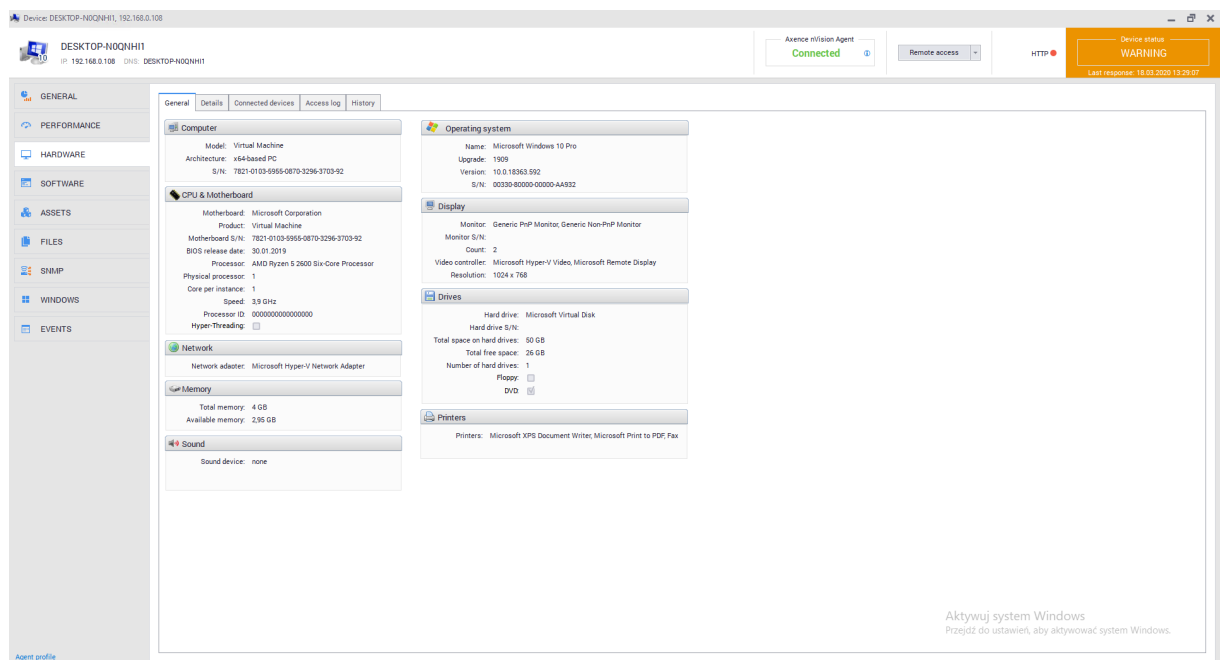 Device: DESKTOP-N0QNHI1, 192.168.0.108
DESKTOP-N0QNHI1
IP: 192.168.0.108 DNS: DESKTOP-N0QNHI1
Axence nVision Agent
Connected
Remote access
HTTP
Device status
WARNING
Last response: 18.03.2020 13:29:07
GENERAL
PERFORMANCE
HARDWARE
SOFTWARE
ASSETS
FILES
SNMP
WINDOWS
EVENTS
Agent profile
General Details Connected devices Access log History
Computer
Model: Virtual Machine
Architecture: x64-based PC
S/N: 7821-0103-5955-0870-3296-3703-92
CPU & Motherboard
Motherboard: Microsoft Corporation
Product: Virtual Machine
Motherboard S/N: 7821-0103-5955-0870-3296-3703-92
BIOS release date: 30.01.2019
Processor: AMD Ryzen 5 2600 Six-Core Processor
Physical processor: 1
Core per instance: 1
Speed: 3,9 GHz
Processor ID: 0000000000000000
Hyper-Threading:
Network
Network adapter: Microsoft Hyper-V Network Adapter
Memory
Total memory: 4 GB
Available memory: 2,95 GB
Sound
Sound device: none
Operating system
Name: Microsoft Windows 10 Pro
Upgrade: 1909
Version: 10.0.18363.592
S/N: 00330-80000-00000-AA932
Display
Monitor: Generic PnP Monitor, Generic Non-PnP Monitor
Monitor S/N:
Count: 2
Video controller: Microsoft Hyper-V Video, Microsoft Remote Display
Resolution: 1024 x 768
Drives
Hard drive: Microsoft Virtual Disk
Hard drive S/N:
Total space on hard drives: 50 GB
Total free space: 26 GB
Number of hard drives: 1
Floppy:
DVD:
Printers
Printers: Microsoft XPS Document Writer, Microsoft Print to PDF, Fax
Aktywuj system Windows
Przejdź do ustawień, aby aktywować system Windows.